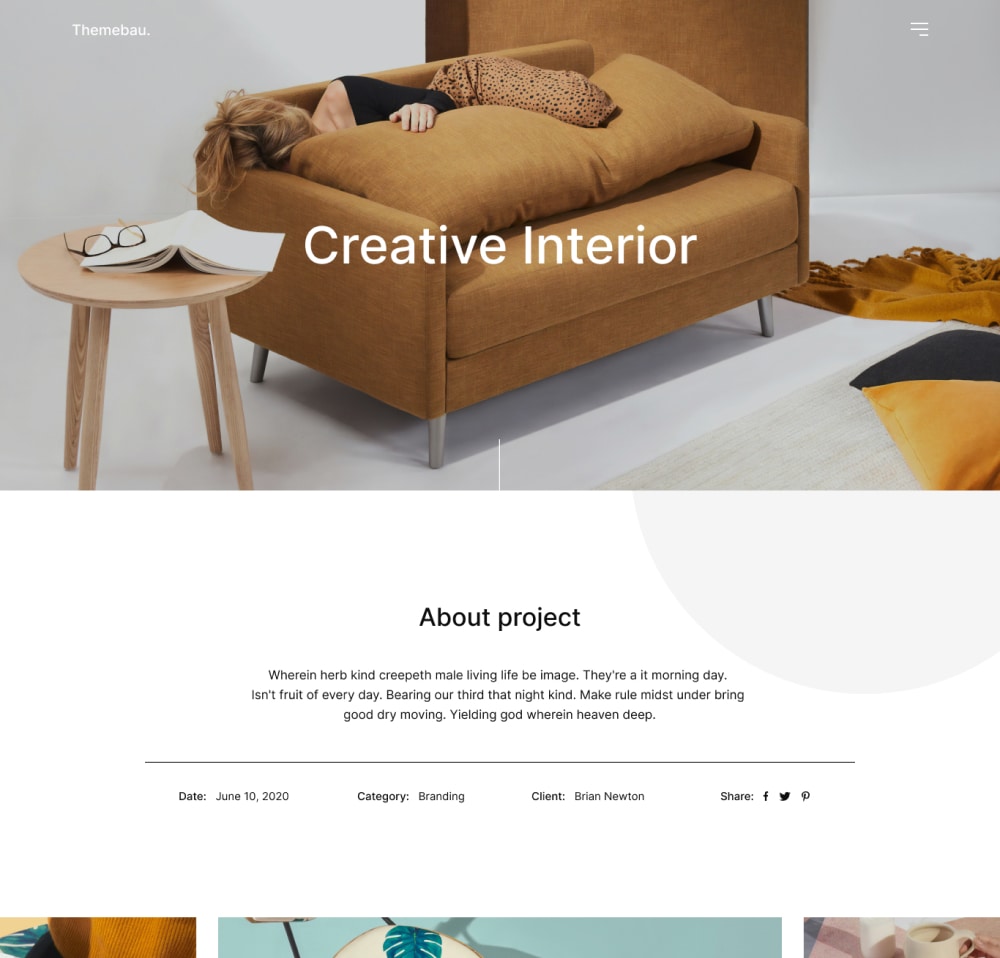 Themebau.
Creative Interior
About project
Wherein herb kind creepeth male living life be image. They're a it morning day.
Isn't fruit of every day. Bearing our third that night kind. Make rule midst under bring
good dry moving. Yielding god wherein heaven deep.
Date: June 10, 2020 Category: Branding Client: Brian Newton Share: